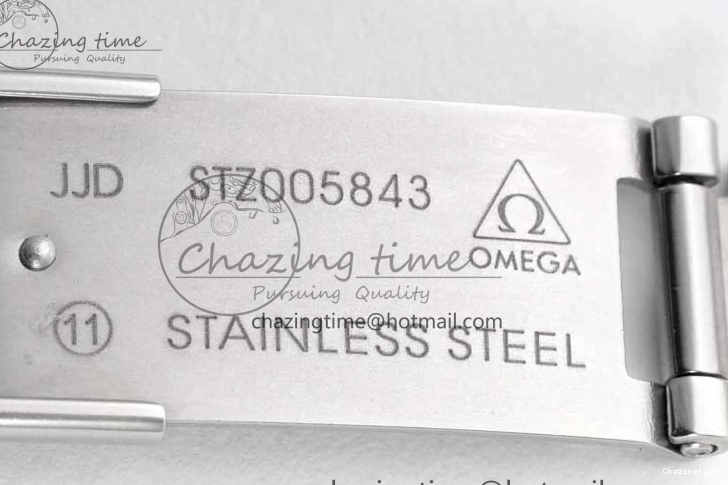 Chazing time
Pursuing Quality
JJD STZ005843 Ω
OMEGA
Chazing time
Pursuing Quality
chazingtime@hotmail.com
11 STAINLESS STEEL